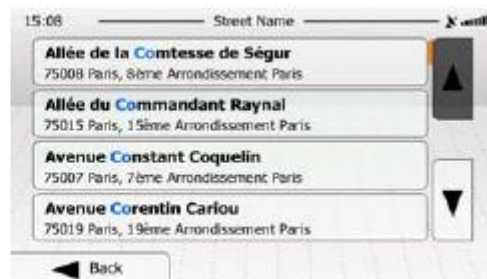 15:08 Street Name
Allée de la Comtesse de Ségur
75008 Paris, 8ème Arrondissement Paris
Allée du Commandant Raynal
75015 Paris, 15ème Arrondissement Paris
Avenue Constant Coquelin
75007 Paris, 7ème Arrondissement Paris
Avenue Corentin Cariou
75019 Paris, 19ème Arrondissement Paris
Back